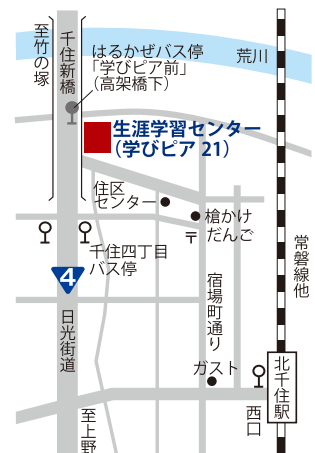 至竹の塚
千住新橋
はるかぜバス停
「学びピア前」
(高架橋下)
荒川
生涯学習センター
(学びピア 21)
住区
センター
槍かけ
だんご
〒
千住四丁目
バス停
4
日光街道
宿場町通り
常磐線他
ガスト
北千住駅
西口
至上野